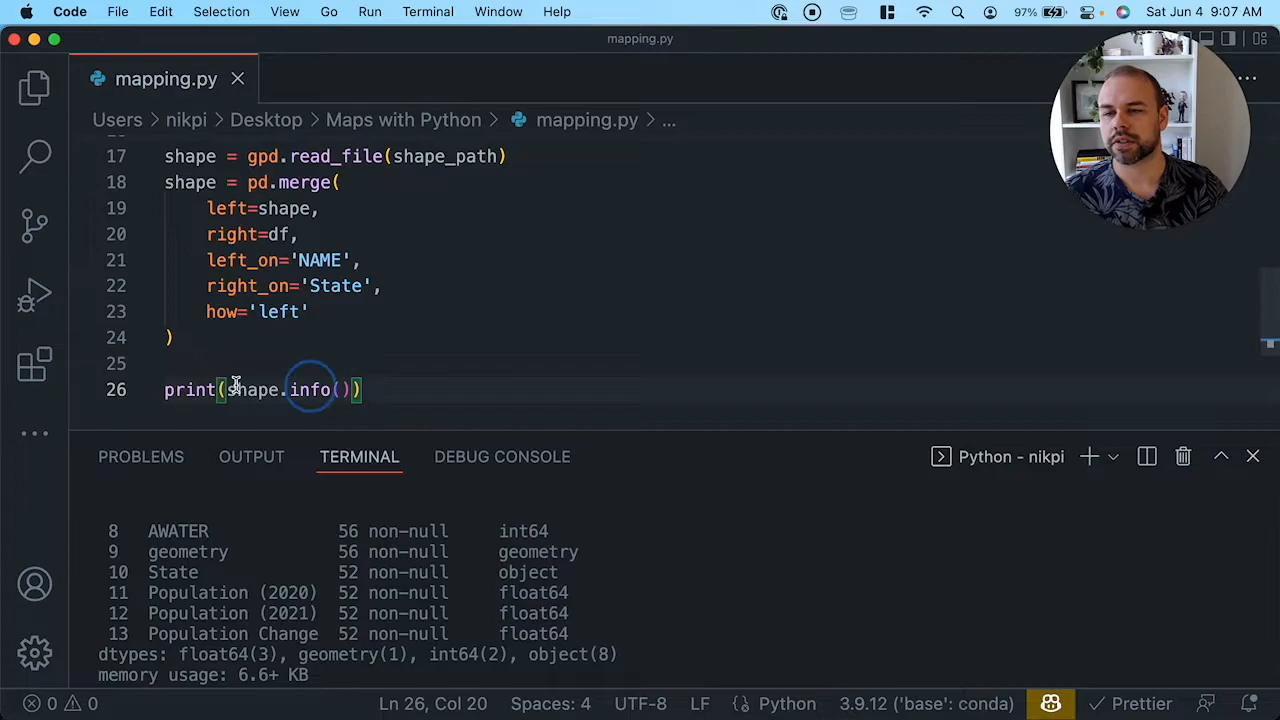 Code File Edit Selection View Go Run Terminal Window Help 97% Sat Jun 4 9:07 AM
mapping.py
mapping.py
Users > nikpi > Desktop > Maps with Python > mapping.py > ...
17 shape = gpd.read_file(shape_path)
18 shape = pd.merge(
19 left=shape,
20 right=df,
21 left_on='NAME',
22 right_on='State',
23 how='left'
24 )
25
26 print(shape.info())
PROBLEMS OUTPUT TERMINAL DEBUG CONSOLE Python - nikpi
8 AWATER 56 non-null int64
9 geometry 56 non-null geometry
10 State 52 non-null object
11 Population (2020) 52 non-null float64
12 Population (2021) 52 non-null float64
13 Population Change 52 non-null float64
dtypes: float64(3), geometry(1), int64(2), object(8)
memory usage: 6.6+ KB
0 0 Ln 26, Col 20 Spaces: 4 UTF-8 LF {} Python 3.9.12 ('base': conda) Prettier